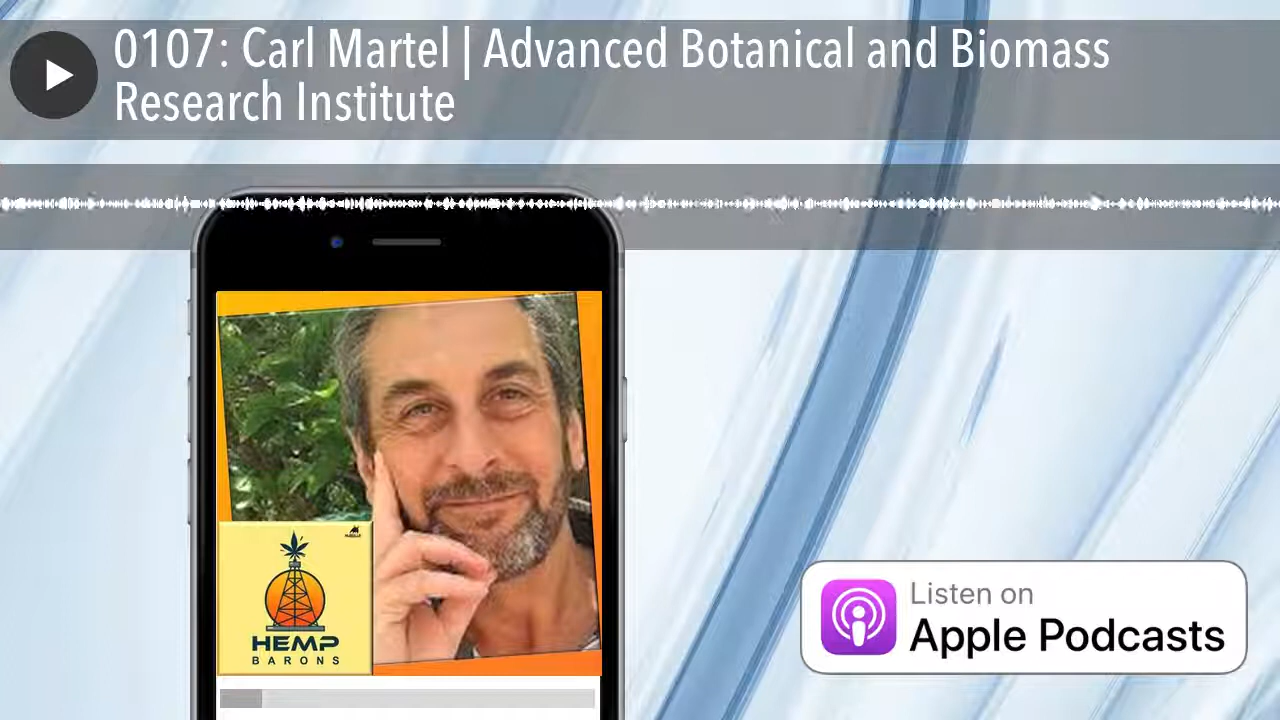 0107: Carl Martel | Advanced Botanical and Biomass
Research Institute
HEMP
BARONS
Listen on
Apple Podcasts